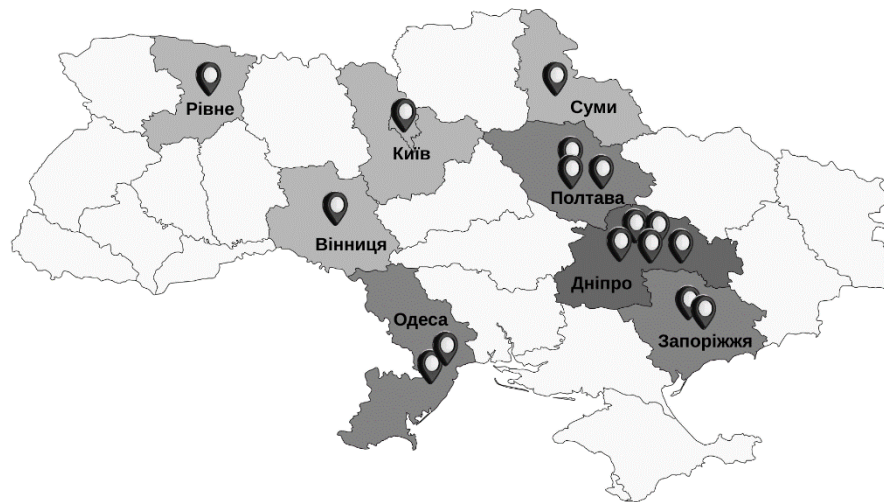 Рівне
Суми
Київ
Полтава
Вінниця
Дніпро
Одеса
Запоріжжя